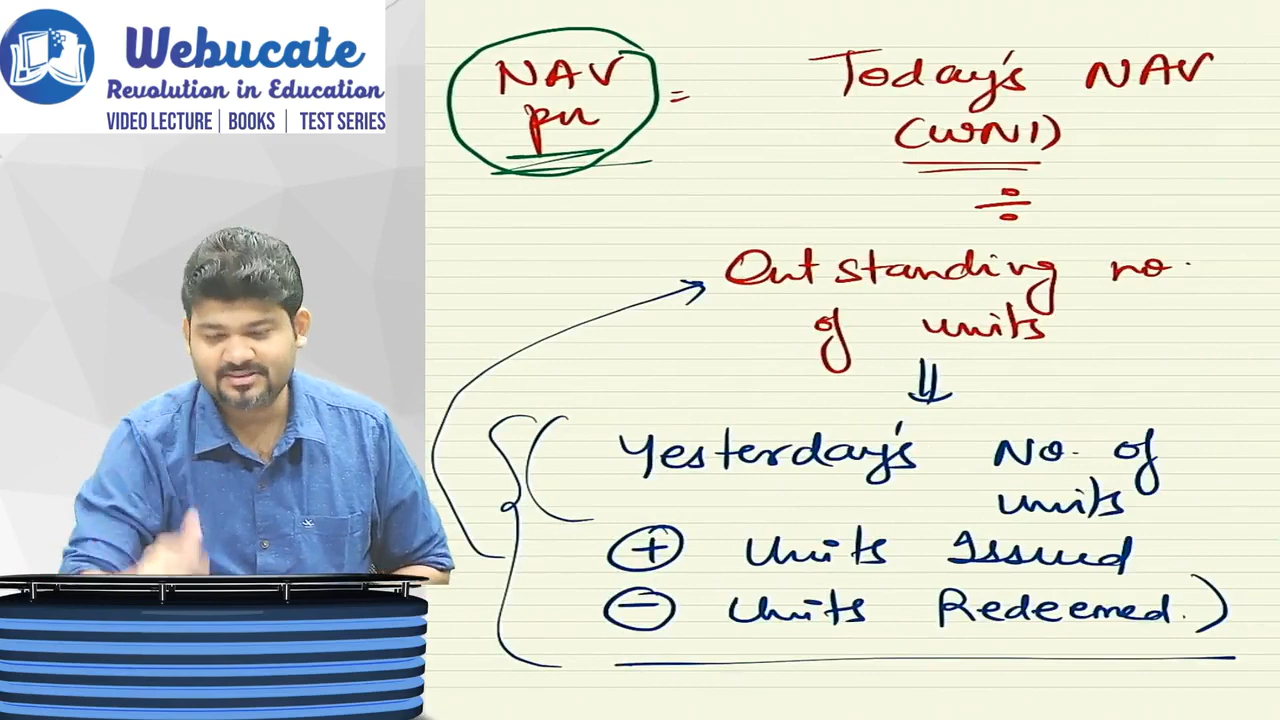 Webucate
Revolution in Education
VIDEO LECTURE | BOOKS | TEST SERIES
NAV = Today's NAV
pu
(WN1)
÷
Outstanding no.
of units
⇓
Yesterday's No. of
units
+ Units Issued
- Units Redeemed.)